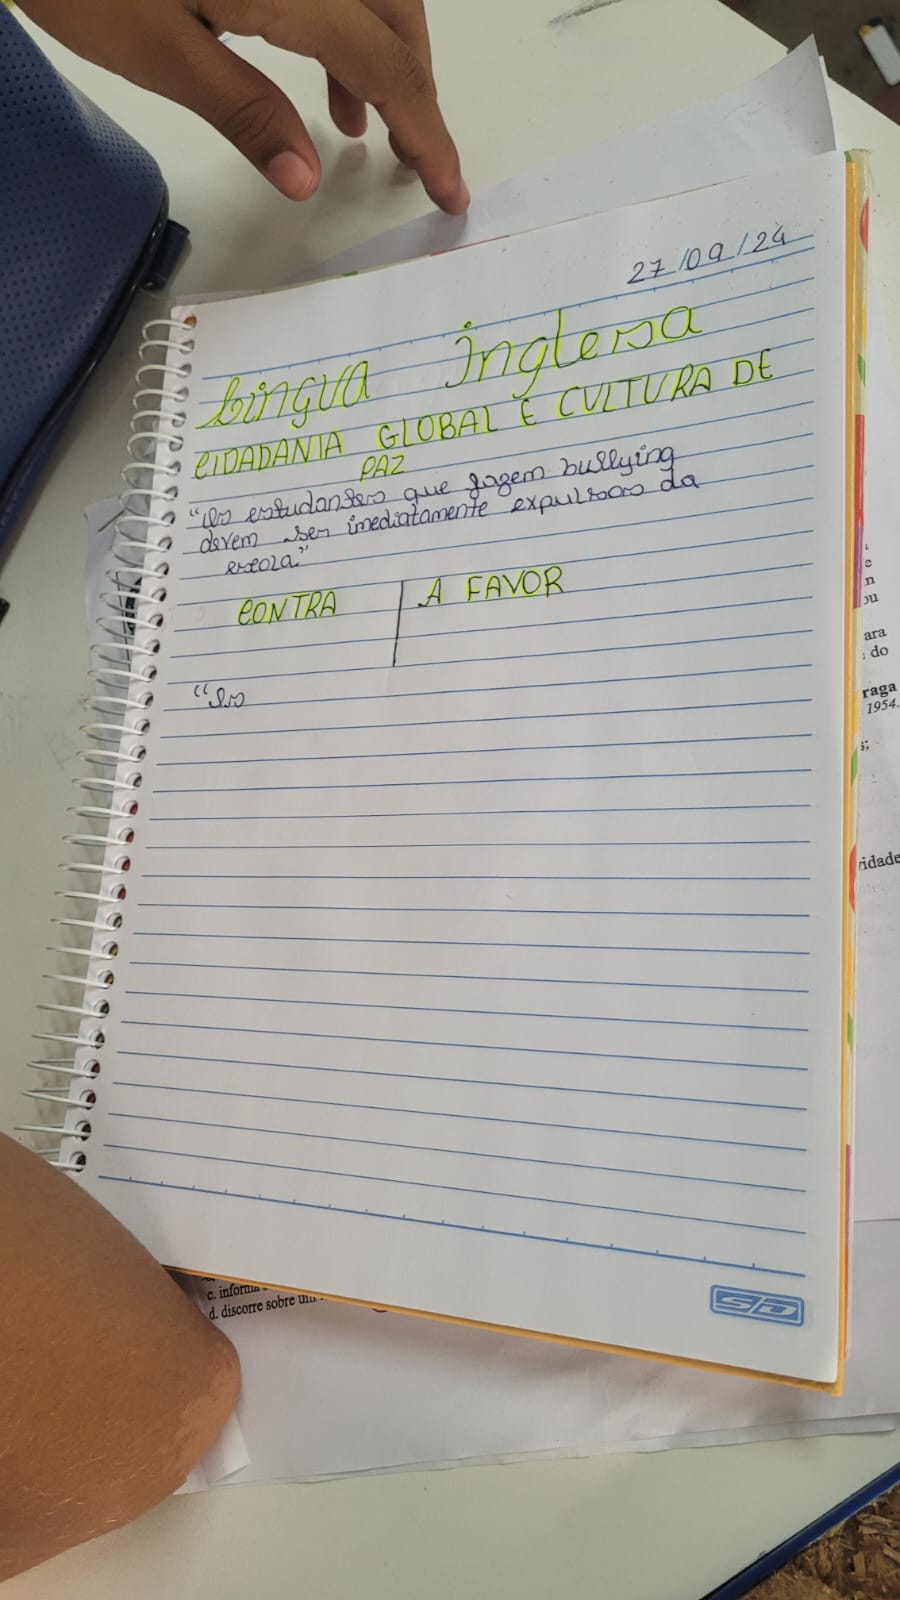 27/09/24
Língua inglesa
CIDADANIA GLOBAL E CULTURA DE
PAZ
"Os estudantes que fazem bullying
devem ser imediatamente expulsos da
escola."
CONTRA A FAVOR
"Os
e
n
ou
ara
do
raga
1954.
s;
vidade
c. informa
d. discorre sobre um
SD